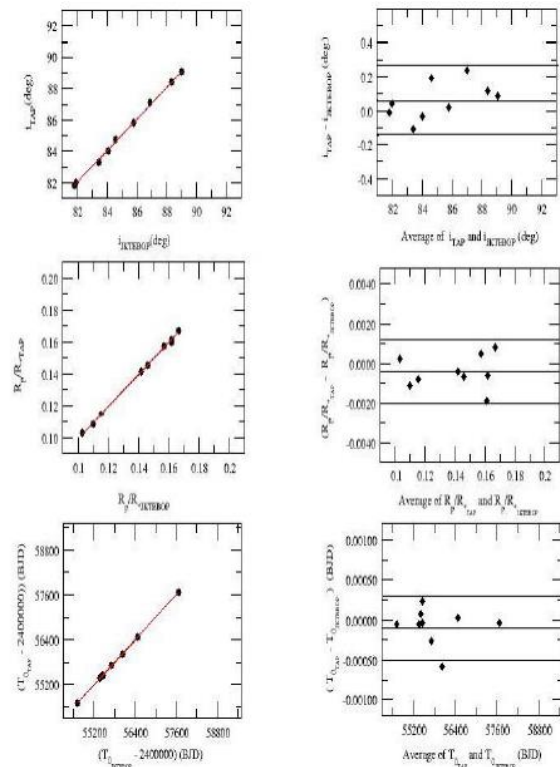 92
90
88
86
84
82
i_TAP(deg)
82 84 86 88 90 92
i_JKTEBOP(deg)
0.4
0.2
0.0
-0.2
-0.4
i_TAP - i_JKTEBOP (deg)
82 84 86 88 90 92
Average of i_TAP and i_JKTEBOP (deg)
0.20
0.18
0.16
0.14
0.12
0.10
R_P/R_*TAP
0.1 0.12 0.14 0.16 0.18 0.2
R_P/R_*JKTEBOP
0.0040
0.0020
0.0000
-0.0020
0.0040
(R_P/R_*TAP - R_P/R_*JKTEBOP)
0.1 0.12 0.14 0.16 0.18 0.2
Average of R_P/R_*TAP and R_P/R_*JKTEBOP
58800
57600
56400
55200
(T_0TAP - 2400000)) (BJD)
55200 56400 57600 58800
(T_0JKTEBOP - 2400000)) (BJD)
0.00100
0.00050
0.00000
-0.00050
-0.00100
(T_0TAP - T_0JKTEBOP) (BJD)
55200 56400 57600 58800
Average of T_0TAP and T_0JKTEBOP (BJD)